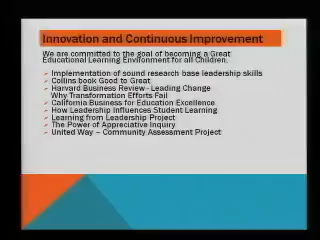 Innovation and Continuous Improvement
We are committed to the goal of becoming a Great
Educational Learning Environment for all Children.
Implementation of sound research base leadership skills
Collins book Good to Great
Harvard Business Review - Leading Change
Why Transformation Efforts Fail
California Business for Education Excellence
How Leadership Influences Student Learning
Learning from Leadership Project
The Power of Appreciative Inquiry
United Way – Community Assessment Project